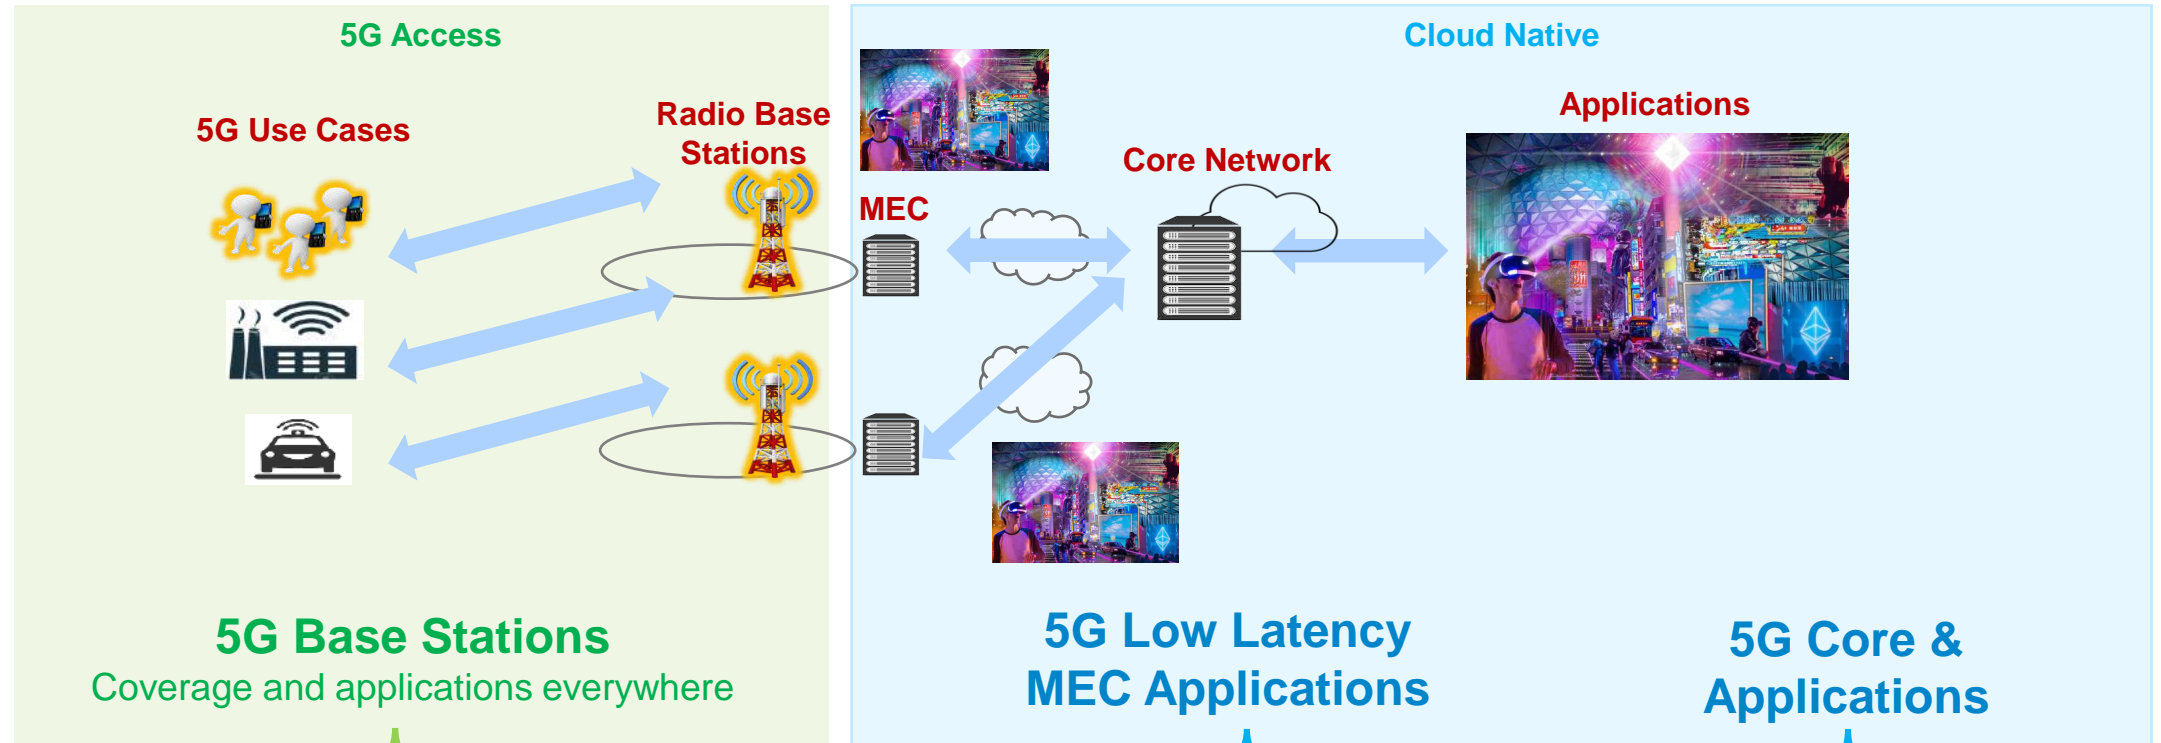 5G Access
Cloud Native
5G Use Cases
Radio Base
Stations
MEC
Core Network
Applications
5G Base Stations
Coverage and applications everywhere
5G Low Latency
MEC Applications
5G Core &
Applications